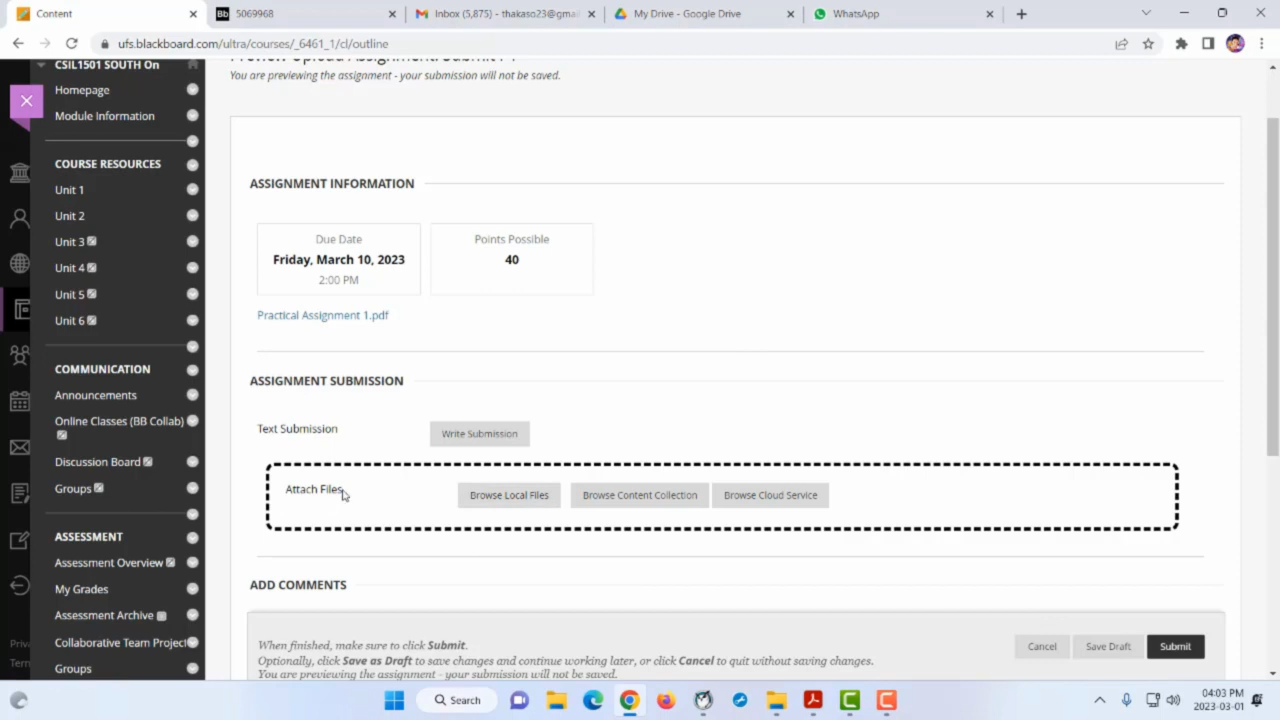 Content
Bb 5069968
Inbox (5,875) - thakaso23@gmai
My Drive - Google Drive
WhatsApp
ufs.blackboard.com/ultra/courses/_6461_1/cl/outline
CSIL1501 SOUTH On
Homepage
Module Information
COURSE RESOURCES
Unit 1
Unit 2
Unit 3
Unit 4
Unit 5
Unit 6
COMMUNICATION
Announcements
Online Classes (BB Collab)
Discussion Board
Groups
ASSESSMENT
Assessment Overview
My Grades
Assessment Archive
Collaborative Team Project
Groups
Priv
Term
You are previewing the assignment - your submission will not be saved.
ASSIGNMENT INFORMATION
Due Date
Friday, March 10, 2023
2:00 PM
Points Possible
40
Practical Assignment 1.pdf
ASSIGNMENT SUBMISSION
Text Submission
Write Submission
Attach Files
Browse Local Files
Browse Content Collection
Browse Cloud Service
ADD COMMENTS
When finished, make sure to click Submit.
Optionally, click Save as Draft to save changes and continue working later, or click Cancel to quit without saving changes.
You are previewing the assignment - your submission will not be saved.
Cancel
Save Draft
Submit
Search
04:03 PM
2023-03-01